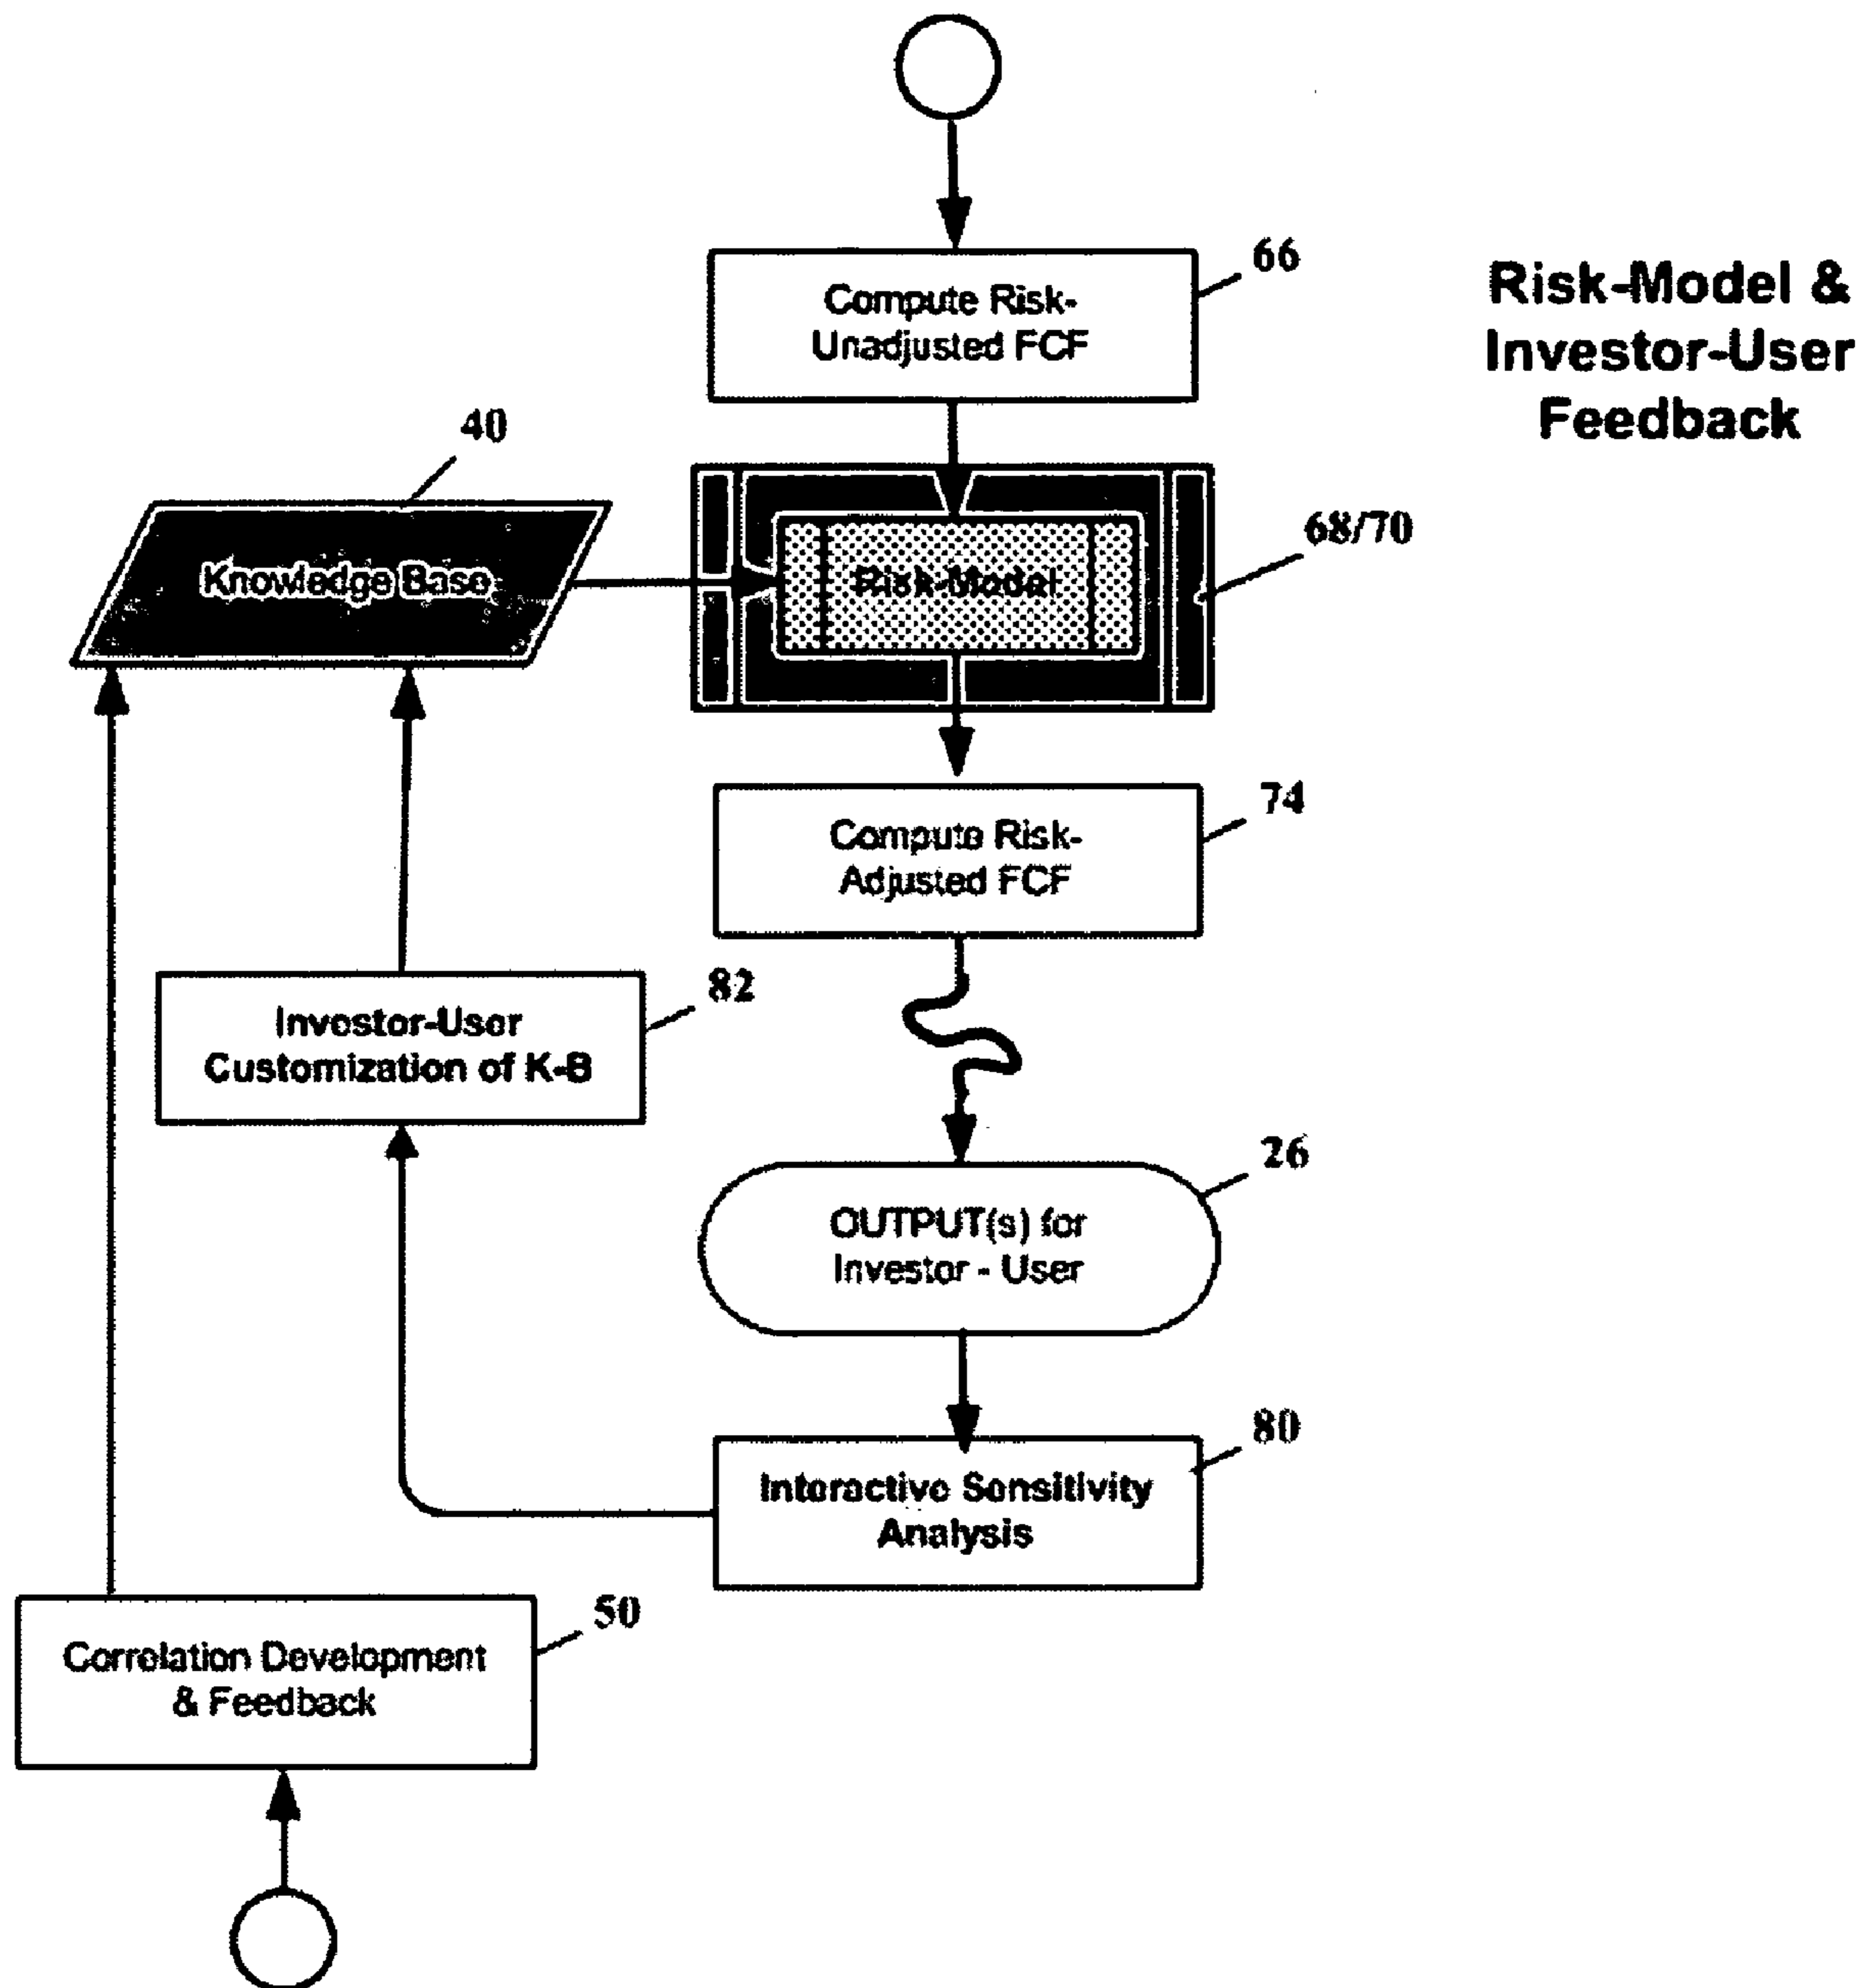 66
Compute Risk-
Unadjusted FCF
Risk-Model &
Investor-User
Feedback
40
Knowledge Base
68/70
Risk-Model
74
Compute Risk-
Adjusted FCF
82
Investor-User
Customization of K-B
26
OUTPUT(s) for
Investor - User
80
Interactive Sensitivity
Analysis
50
Correlation Development
& Feedback